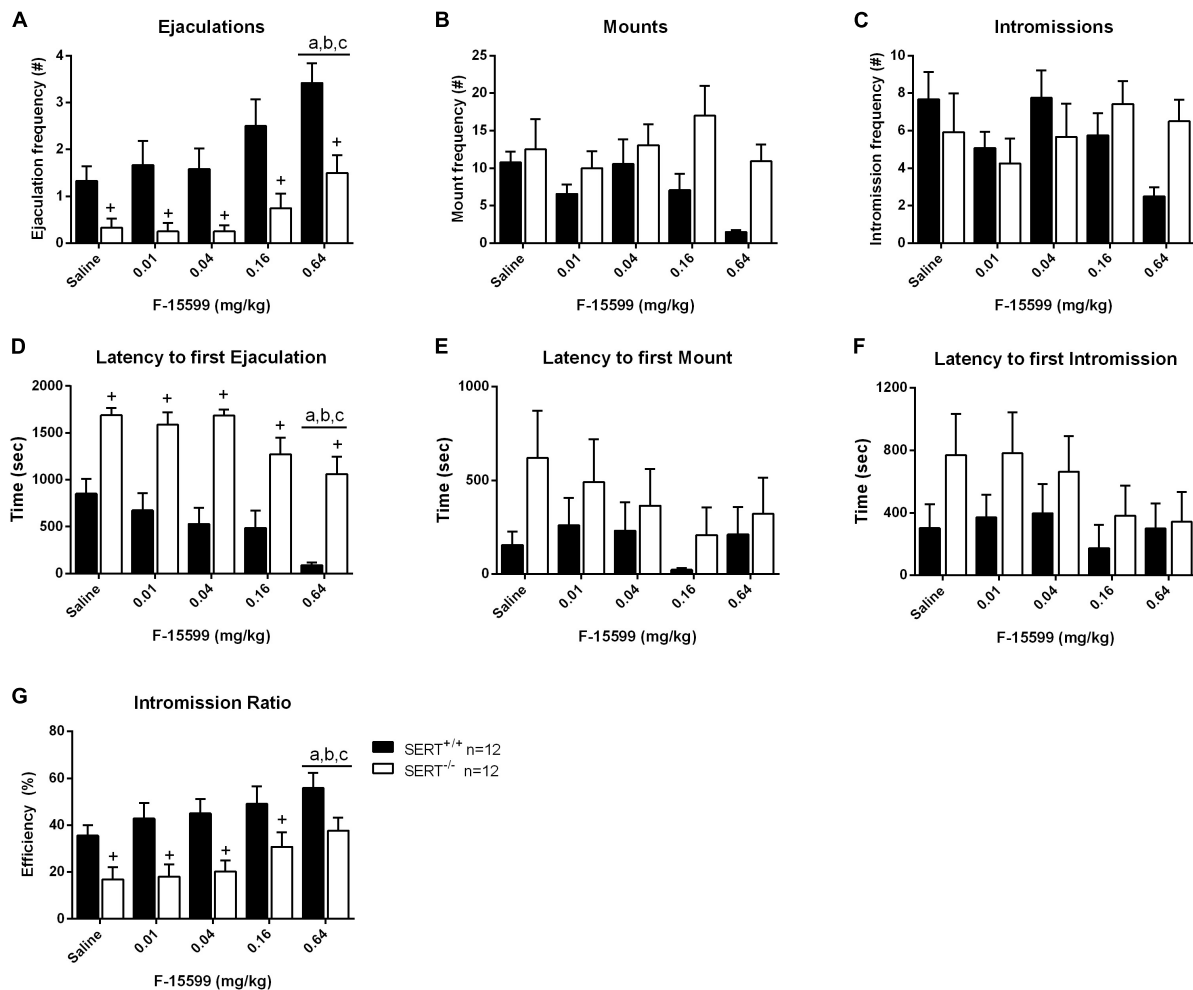 A
Ejaculations
Ejaculation frequency (#)
4
3
2
1
0
a,b,c
+
+
+
+
+
Saline
0.01
0.04
0.16
0.64
F-15599 (mg/kg)
B
Mounts
Mount frequency (#)
25
20
15
10
5
0
Saline
0.01
0.04
0.16
0.64
F-15599 (mg/kg)
C
Intromissions
Intromission frequency (#)
10
8
6
4
2
0
Saline
0.01
0.04
0.16
0.64
F-15599 (mg/kg)
D
Latency to first Ejaculation
Time (sec)
2000
1500
1000
500
0
+
+
+
+
a,b,c
+
Saline
0.01
0.04
0.16
0.64
F-15599 (mg/kg)
E
Latency to first Mount
Time (sec)
1000
500
0
Saline
0.01
0.04
0.16
0.64
F-15599 (mg/kg)
F
Latency to first Intromission
Time (sec)
1200
800
400
0
Saline
0.01
0.04
0.16
0.64
F-15599 (mg/kg)
G
Intromission Ratio
Efficiency (%)
80
60
40
20
0
a,b,c
+
+
+
+
Saline
0.01
0.04
0.16
0.64
F-15599 (mg/kg)
SERT+/+ n=12
SERT-/- n=12